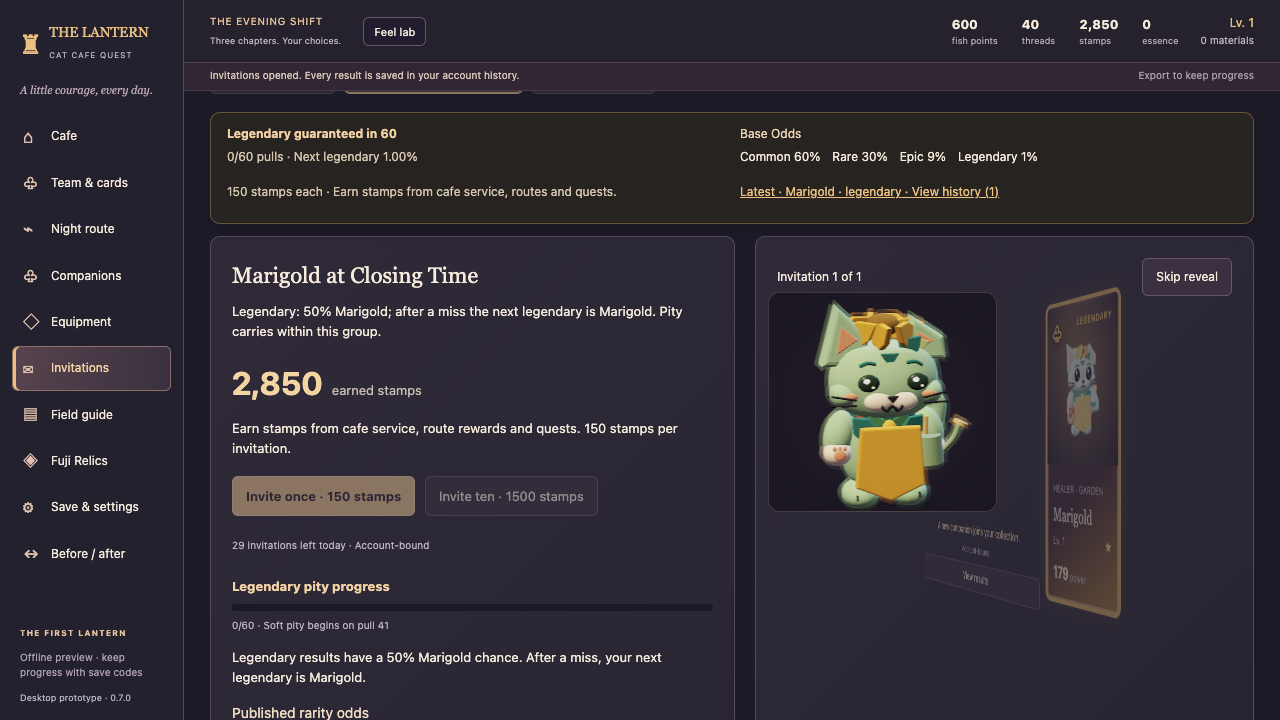 THE LANTERN
CAT CAFE QUEST
A little courage, every day.
Cafe
Team & cards
Night route
Companions
Equipment
Invitations
Field guide
Fuji Relics
Save & settings
Before / after
THE FIRST LANTERN
Offline preview · keep
progress with save codes
Desktop prototype · 0.7.0
THE EVENING SHIFT
Three chapters. Your choices.
Feel lab
600
fish points
40
threads
2,850
stamps
0
essence
Lv. 1
0 materials
Invitations opened. Every result is saved in your account history.
Export to keep progress
Legendary guaranteed in 60
0/60 pulls · Next legendary 1.00%
150 stamps each · Earn stamps from cafe service, routes and quests.
Base Odds
Common 60% Rare 30% Epic 9% Legendary 1%
Latest · Marigold · legendary · View history (1)
Marigold at Closing Time
Legendary: 50% Marigold; after a miss the next legendary is Marigold. Pity
carries within this group.
2,850 earned stamps
Earn stamps from cafe service, route rewards and quests. 150 stamps per
invitation.
Invite once · 150 stamps
Invite ten · 1500 stamps
29 invitations left today · Account-bound
Legendary pity progress
0/60 · Soft pity begins on pull 41
Legendary results have a 50% Marigold chance. After a miss, your next
legendary is Marigold.
Published rarity odds
Invitation 1 of 1
Skip reveal
LEGENDARY
HEALER · GARDEN
Marigold
Lv. 1
179 power
A new companion joins your collection.
Account-bound
View results